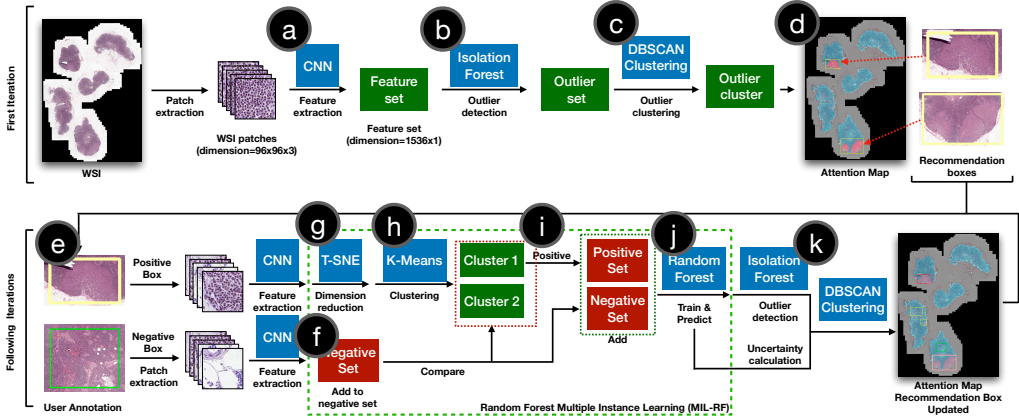 First Iteration
WSI
Patch
extraction
WSI patches
(dimension=96x96x3)
a
CNN
Feature
extraction
Feature
set
Feature set
(dimension=1536x1)
b
Isolation
Forest
Outlier
detection
Outlier
set
c
DBSCAN
Clustering
Outlier
clustering
Outlier
cluster
d
Attention Map
Recommendation
boxes
Following Iterations
e
User Annotation
Positive
Box
Negative
Box
Patch
extraction
CNN
Feature
extraction
CNN
Feature
extraction
f
Negative
Set
Add to
negative set
g
T-SNE
Dimension
reduction
h
K-Means
Clustering
Cluster 1
Cluster 2
Compare
i
Positive
Positive
Set
Negative
Set
Add
j
Random
Forest
Train &
Predict
Random Forest Multiple Instance Learning (MIL-RF)
Isolation
Forest
Outlier
detection
Uncertainty
calculation
k
DBSCAN
Clustering
Attention Map
Recommendation Box
Updated